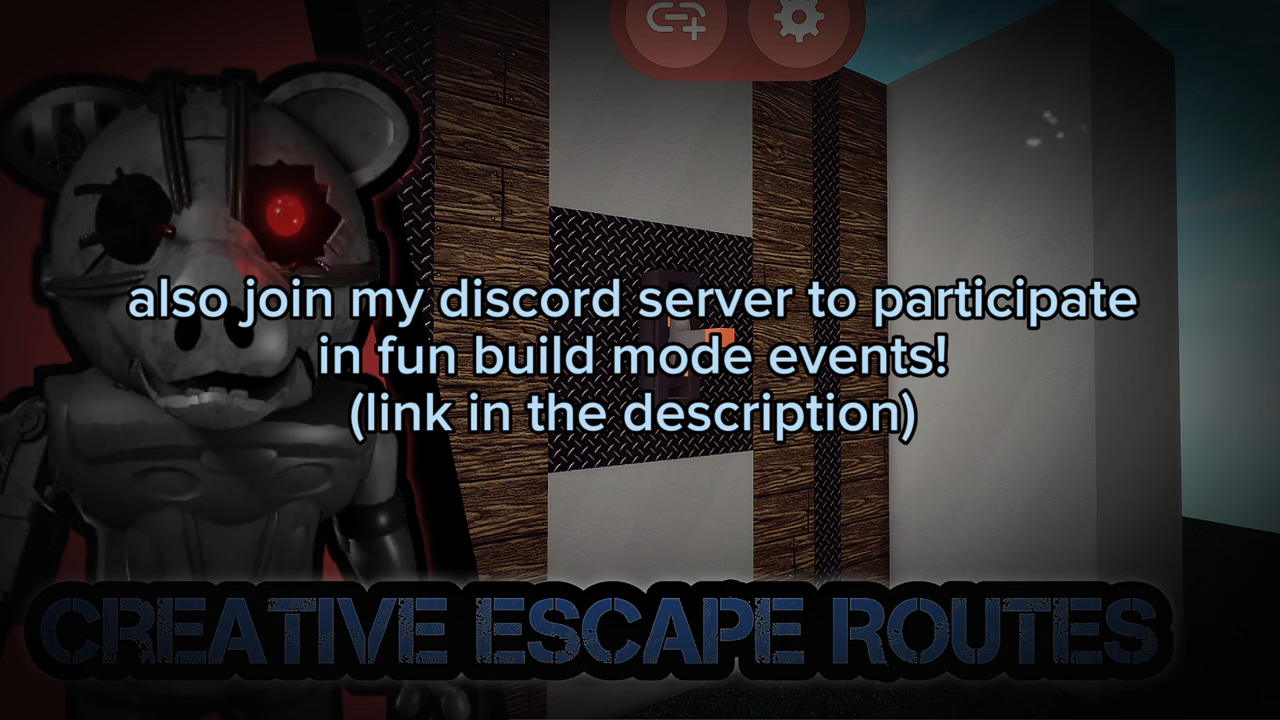 also join my discord server to participate
in fun build mode events!
(link in the description)
CREATIVE ESCAPE ROUTES